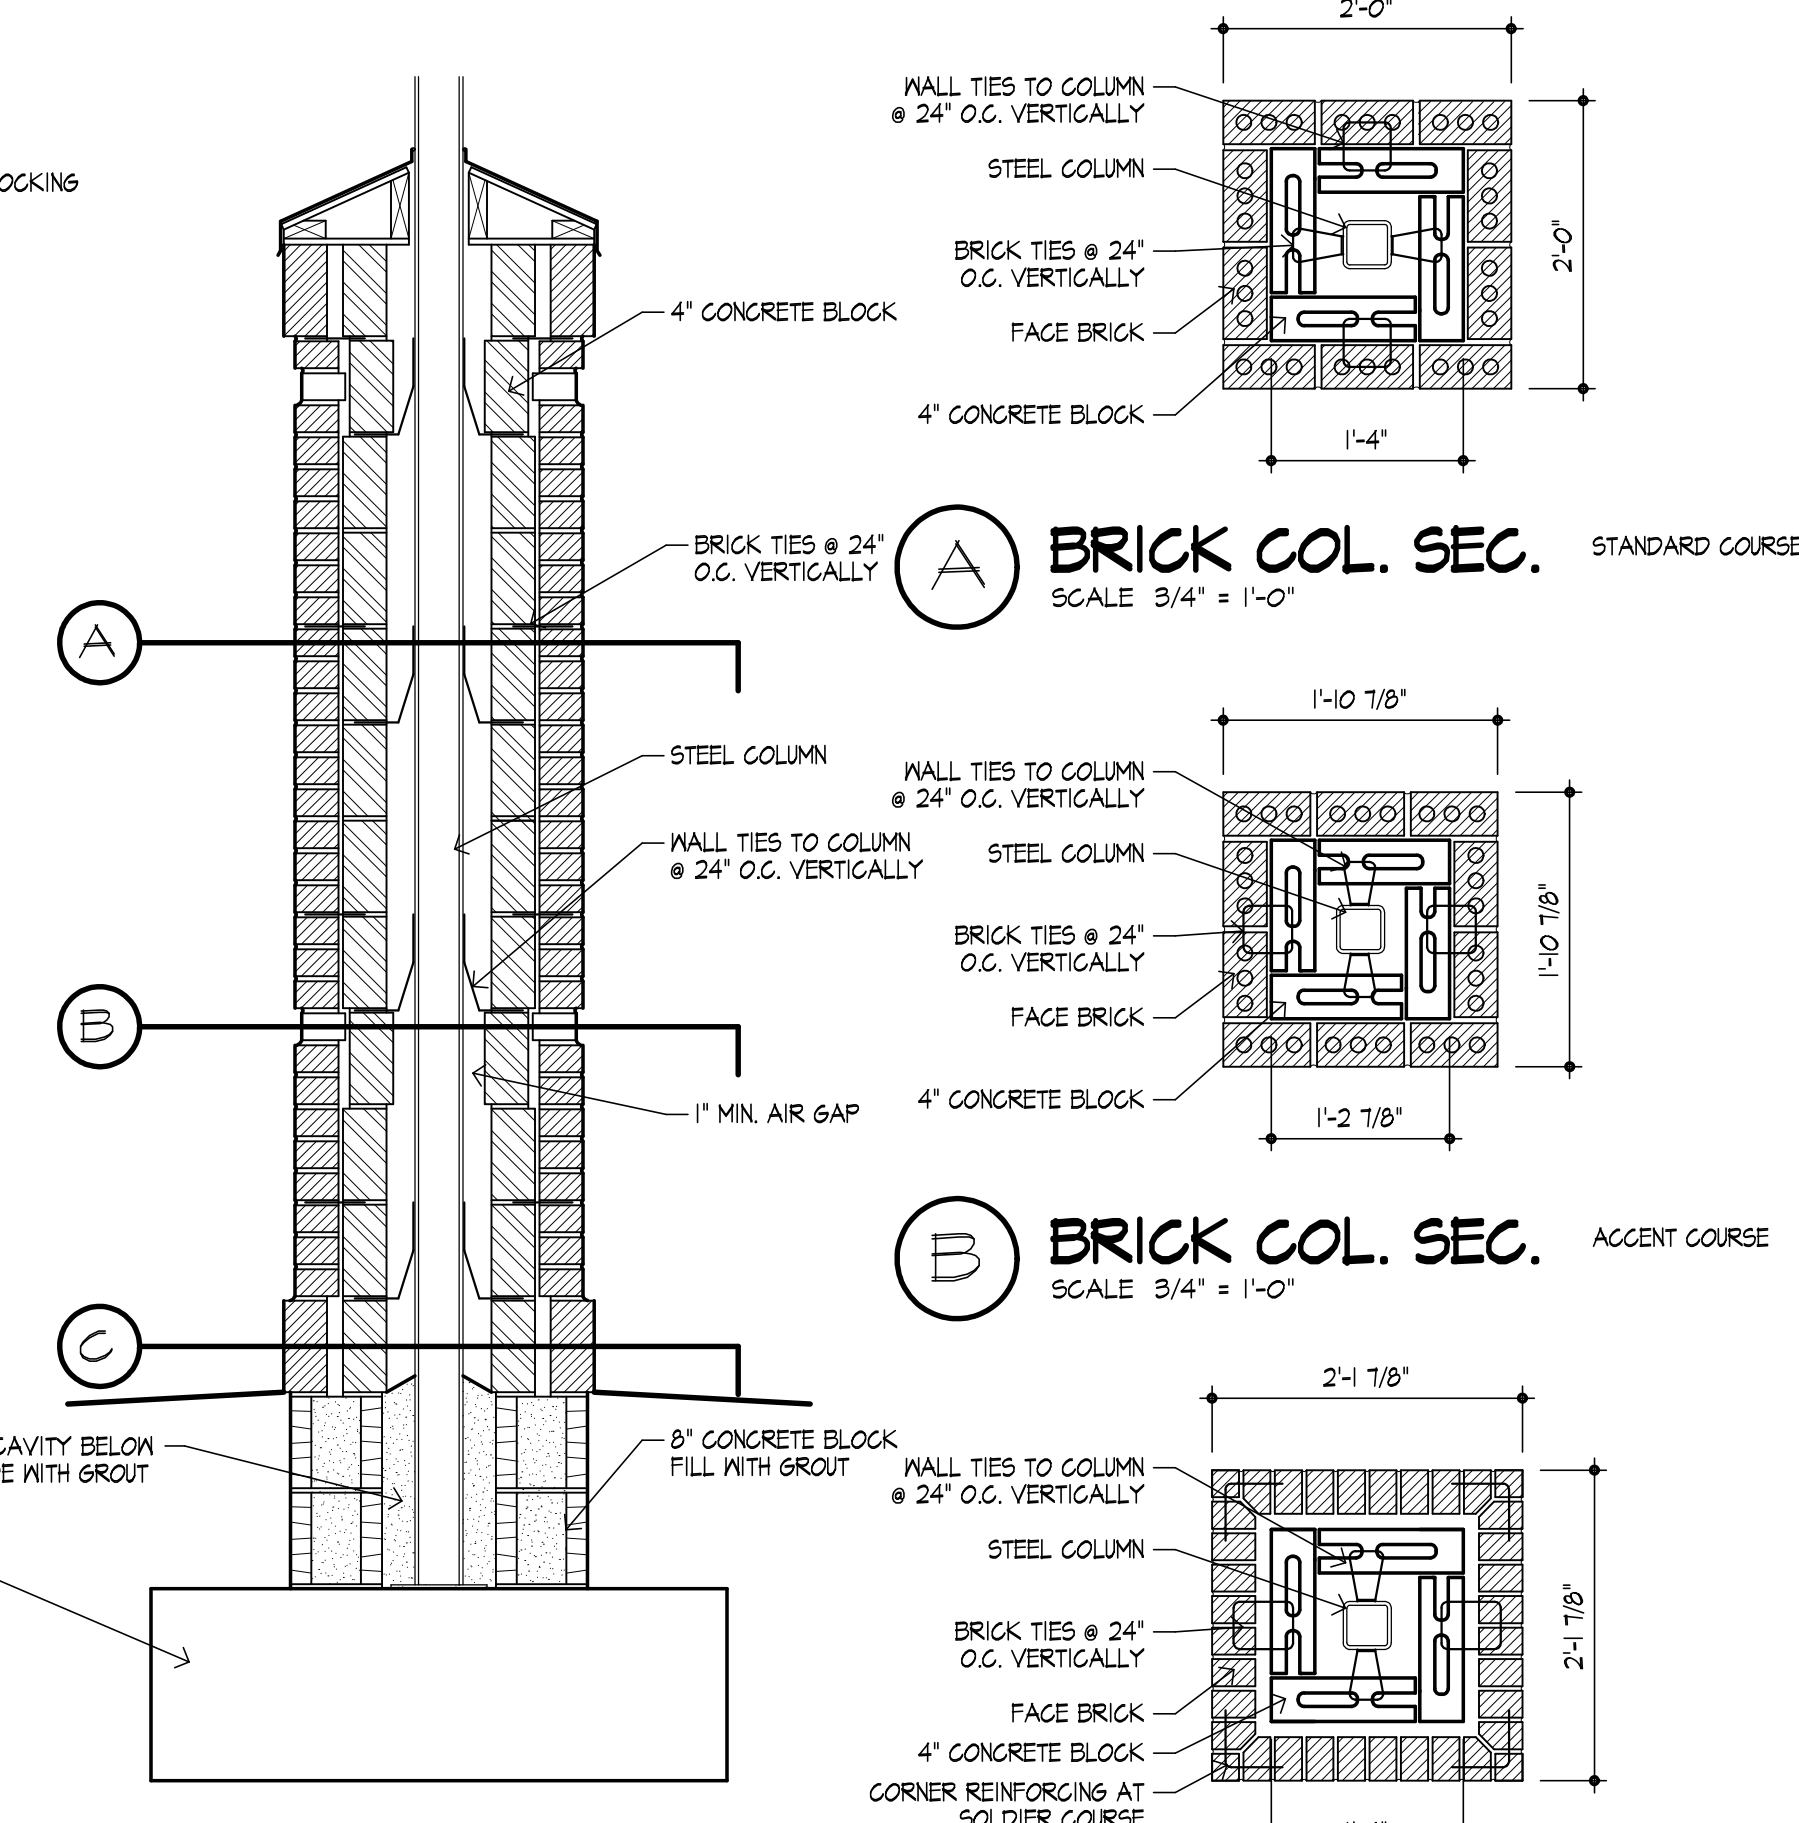 4" CONCRETE BLOCK
BRICK TIES @ 24"
O.C. VERTICALLY
A
STEEL COLUMN
WALL TIES TO COLUMN
@ 24" O.C. VERTICALLY
B
1" MIN. AIR GAP
C
CAVITY BELOW
WITH GROUT
8" CONCRETE BLOCK
FILL WITH GROUT
2'-0"
WALL TIES TO COLUMN
@ 24" O.C. VERTICALLY
STEEL COLUMN
BRICK TIES @ 24"
O.C. VERTICALLY
FACE BRICK
4" CONCRETE BLOCK
2'-0"
1'-4"
A
BRICK COL. SEC.
STANDARD COURSE
SCALE 3/4" = 1'-0"
1'-10 7/8"
WALL TIES TO COLUMN
@ 24" O.C. VERTICALLY
STEEL COLUMN
BRICK TIES @ 24"
O.C. VERTICALLY
FACE BRICK
4" CONCRETE BLOCK
1'-10 7/8"
1'-2 7/8"
B
BRICK COL. SEC.
ACCENT COURSE
SCALE 3/4" = 1'-0"
2'-1 7/8"
WALL TIES TO COLUMN
@ 24" O.C. VERTICALLY
STEEL COLUMN
BRICK TIES @ 24"
O.C. VERTICALLY
FACE BRICK
4" CONCRETE BLOCK
CORNER REINFORCING AT
SOLDIER COURSE
2'-1 7/8"